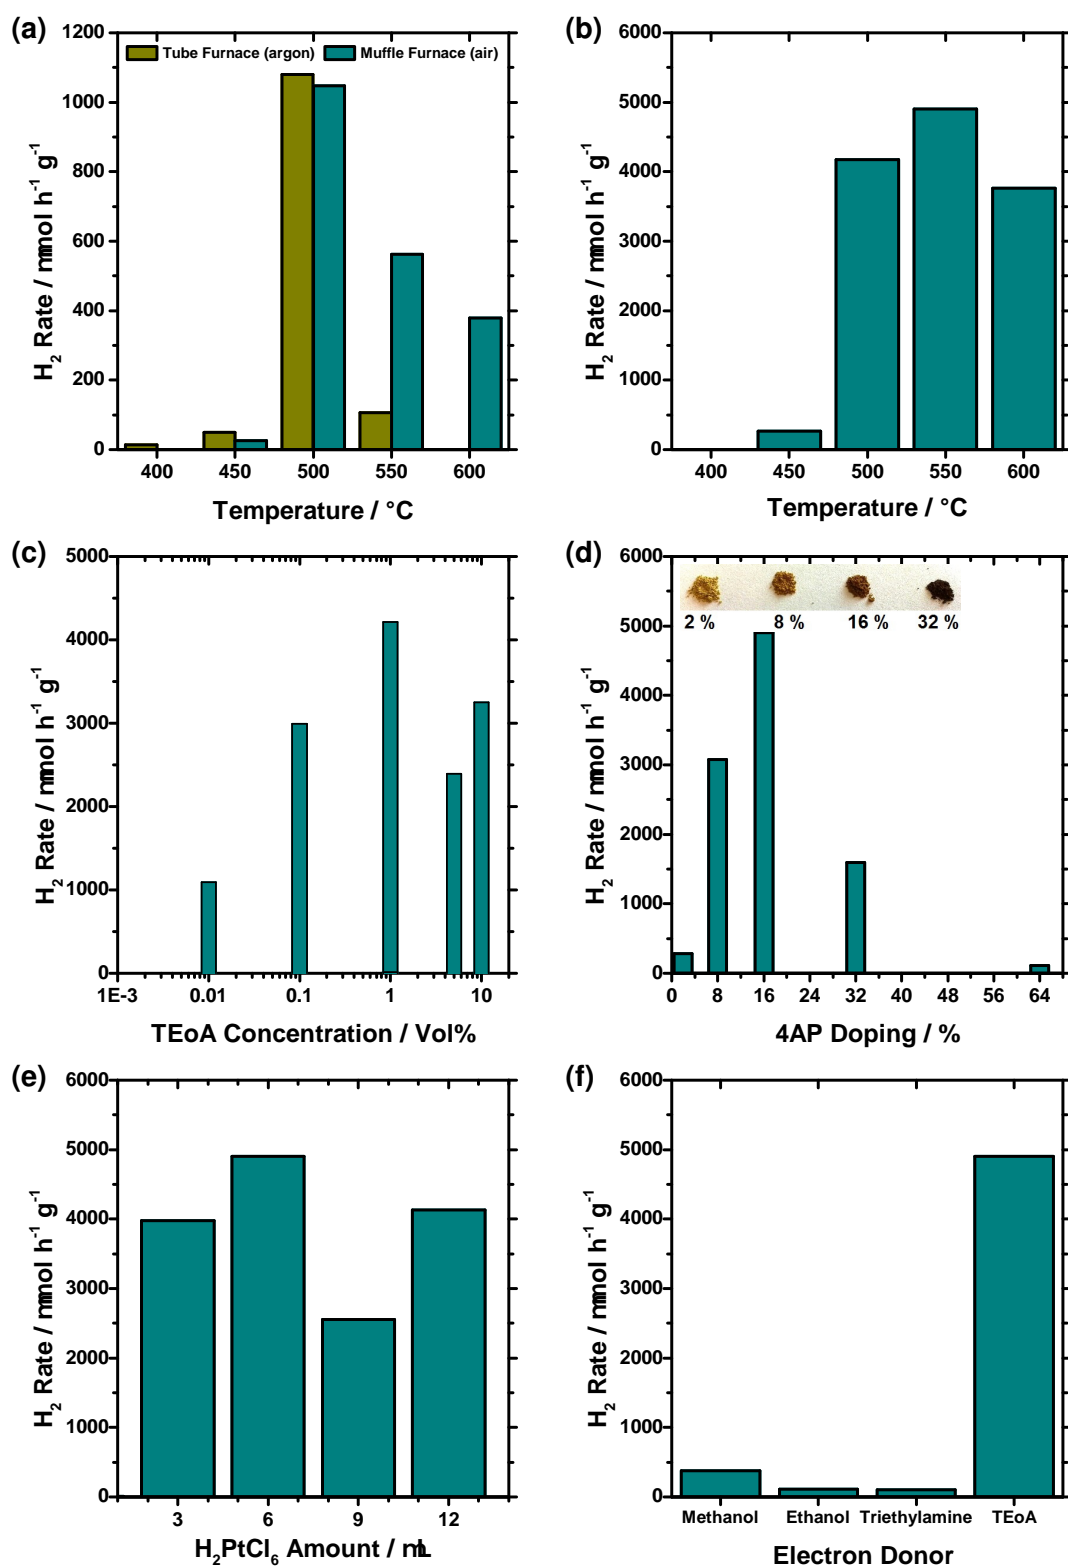 (a)
1200
1000
800
600
400
200
0
Tube Furnace (argon) Muffle Furnace (air)
400 450 500 550 600
H2 Rate / mmol h-1 g-1
Temperature / °C
(b)
6000
5000
4000
3000
2000
1000
0
400 450 500 550 600
H2 Rate / mmol h-1 g-1
Temperature / °C
(c)
5000
4000
3000
2000
1000
0
1E-3 0.01 0.1 1 10
H2 Rate / mmol h-1 g-1
TEoA Concentration / Vol%
(d)
6000
5000
4000
3000
2000
1000
0
2 % 8 % 16 % 32 %
0 8 16 24 32 40 48 56 64
H2 Rate / mmol h-1 g-1
4AP Doping / %
(e)
6000
5000
4000
3000
2000
1000
0
3 6 9 12
H2 Rate / mmol h-1 g-1
H2PtCl6 Amount / mL
(f)
6000
5000
4000
3000
2000
1000
0
Methanol Ethanol Triethylamine TEoA
H2 Rate / mmol h-1 g-1
Electron Donor